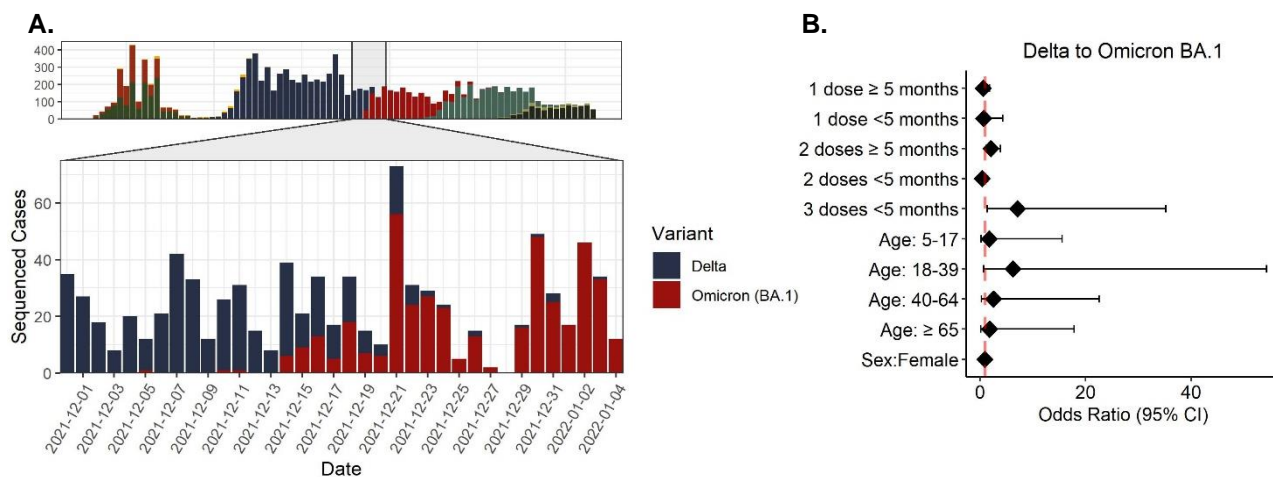 A.
400
300
200
100
0
Sequenced Cases
60
40
20
0
2021-12-01
2021-12-03
2021-12-05
2021-12-07
2021-12-09
2021-12-11
2021-12-13
2021-12-15
2021-12-17
2021-12-19
2021-12-21
2021-12-23
2021-12-25
2021-12-27
2021-12-29
2021-12-31
2022-01-02
2022-01-04
Date
Variant
Delta
Omicron (BA.1)
B.
Delta to Omicron BA.1
1 dose ≥ 5 months
1 dose <5 months
2 doses ≥ 5 months
2 doses <5 months
3 doses <5 months
Age: 5-17
Age: 18-39
Age: 40-64
Age: ≥ 65
Sex:Female
0
20
40
Odds Ratio (95% CI)